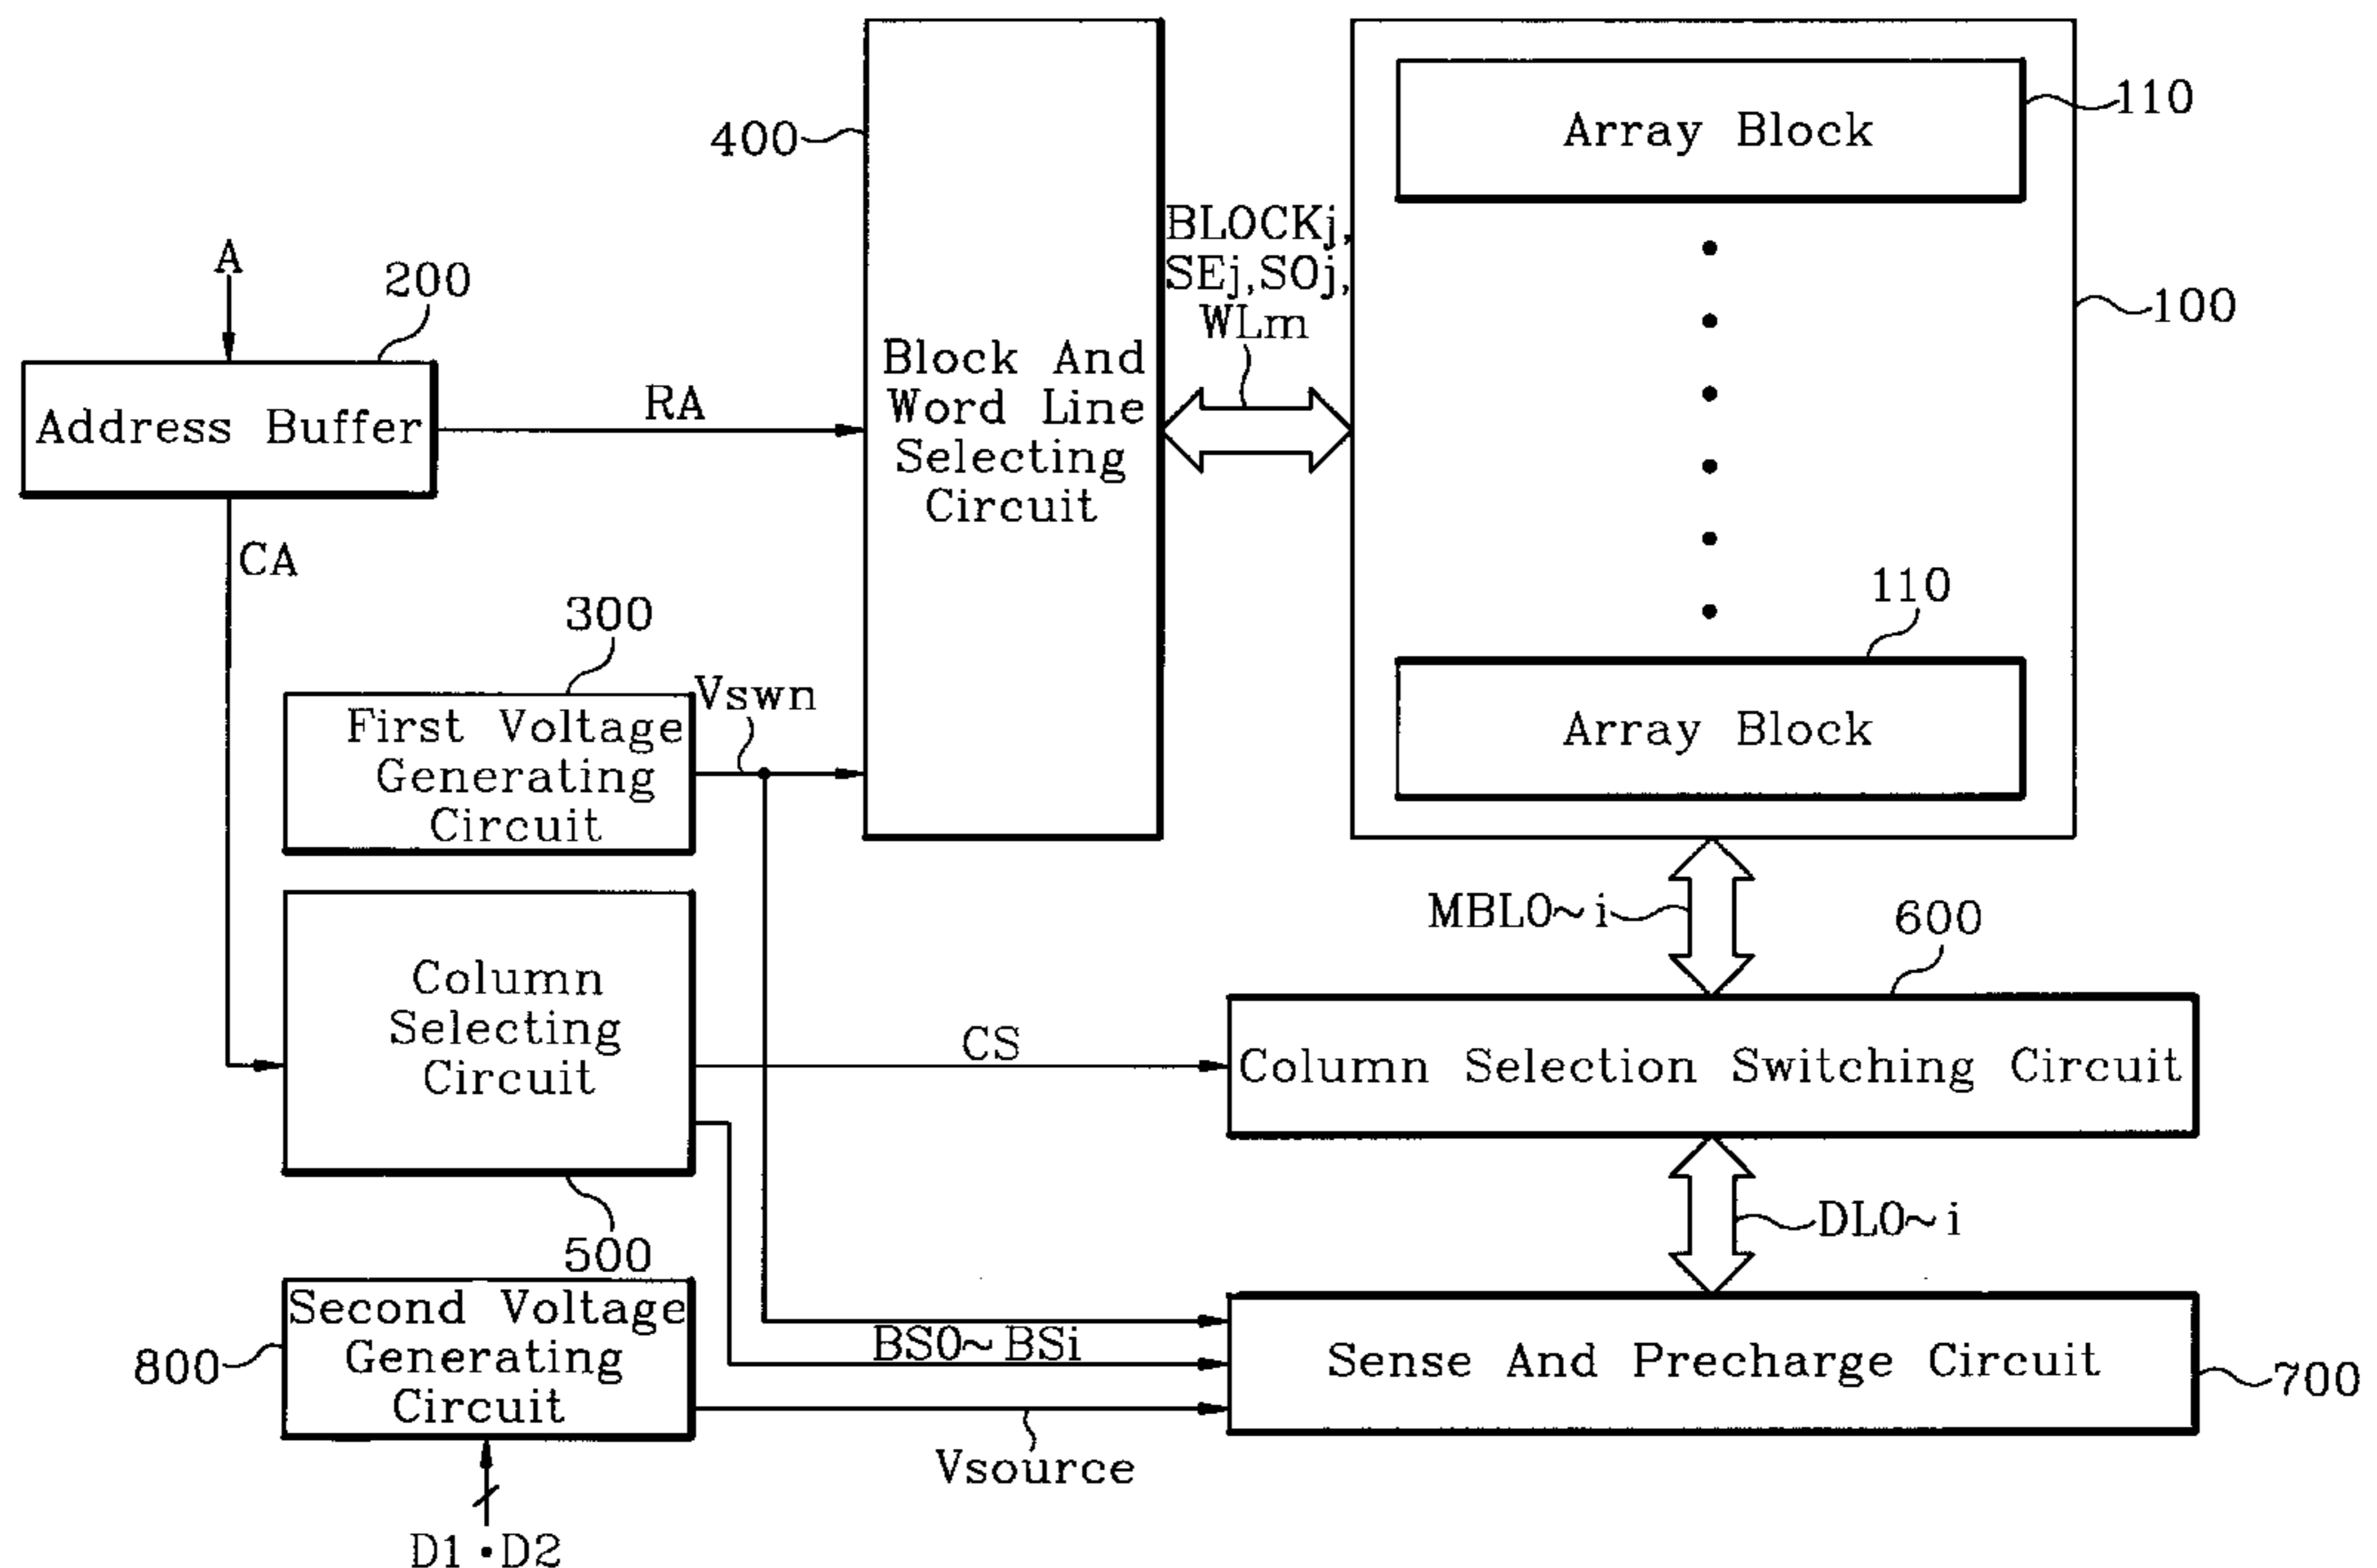 110
Array Block
400
BLOCKj,
SEj,SOj,
WLm
A
200
100
Address Buffer
RA
Block And
Word Line
Selecting
Circuit
CA
110
300
Vswn
First Voltage
Generating
Circuit
Array Block
MBL0~i
600
Column
Selecting
Circuit
CS
Column Selection Switching Circuit
500
DL0~i
Second Voltage
Generating
Circuit
800
BS0~BSi
Sense And Precharge Circuit
700
Vsource
D1·D2